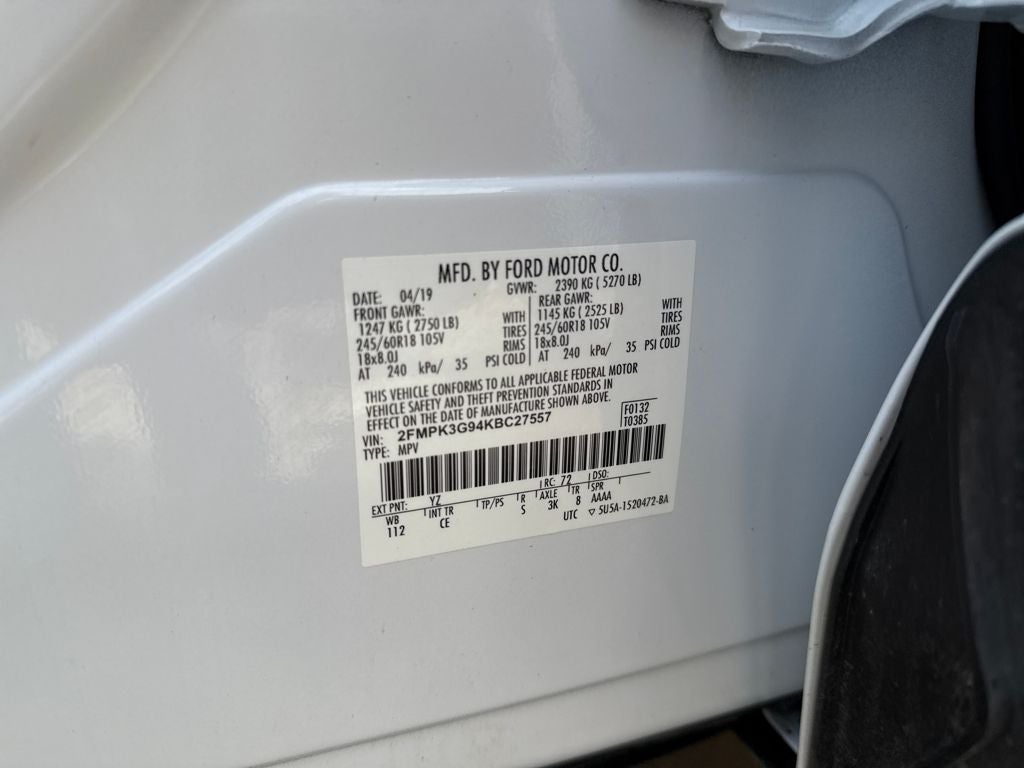 MFD. BY FORD MOTOR CO.
DATE: 04/19 GVWR: 2390 KG ( 5270 LB)
FRONT GAWR: REAR GAWR:
1247 KG ( 2750 LB) WITH 1145 KG ( 2525 LB) WITH
245/60R18 105V TIRES 245/60R18 105V TIRES
18x8.0J RIMS 18x8.0J RIMS
AT 240 kPa/ 35 PSI COLD AT 240 kPa/ 35 PSI COLD
THIS VEHICLE CONFORMS TO ALL APPLICABLE FEDERAL MOTOR
VEHICLE SAFETY AND THEFT PREVENTION STANDARDS IN
EFFECT ON THE DATE OF MANUFACTURE SHOWN ABOVE.
VIN: 2FMPK3G94KBC27557 F0132
TYPE: MPV T0385
EXT PNT: YZ RC: 72 DSO:
WB INT TR TP/PS R AXLE TR SPR
112 CE S 3K 8 AAAA
UTC ▽ 5U5A-1520472-BA